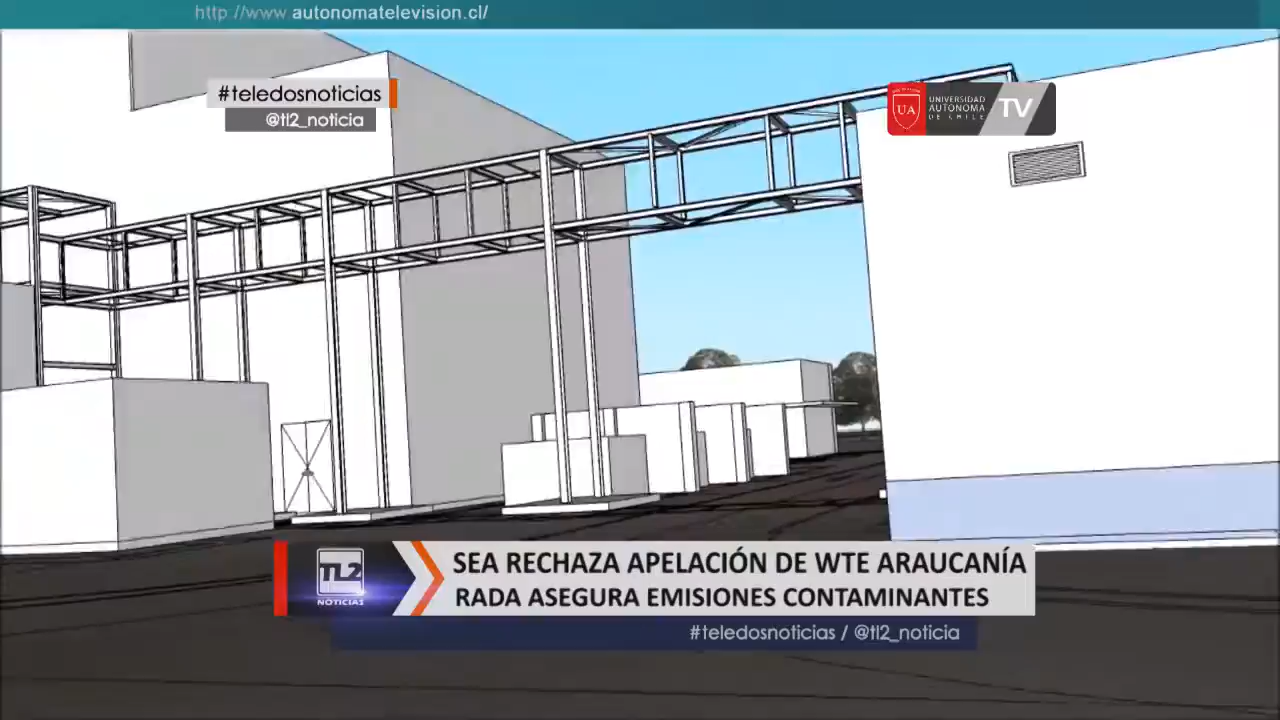 http://www.autonomatelevision.cl/
#teledosnoticias
@tl2_noticia
UA
UNIVERSIDAD
AUTÓNOMA
DE CHILE
TV
TL2
NOTICIAS
SEA RECHAZA APELACIÓN DE WTE ARAUCANÍA
RADA ASEGURA EMISIONES CONTAMINANTES
#teledosnoticias / @tl2_noticia